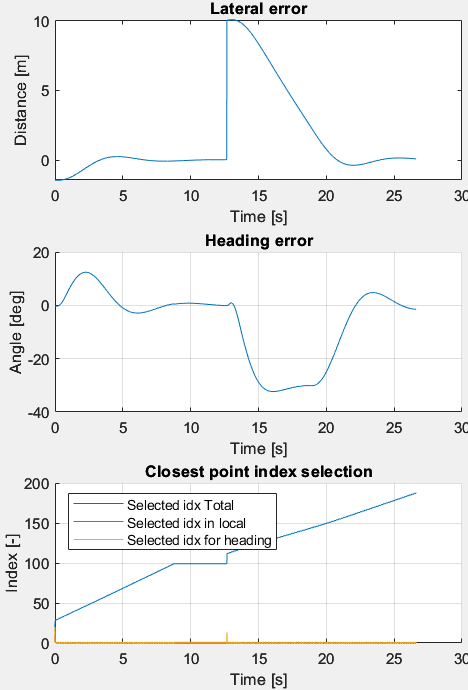 Lateral error
10
5
0
Distance [m]
0 5 10 15 20 25 30
Time [s]
Heading error
20
0
-20
-40
Angle [deg]
0 5 10 15 20 25 30
Time [s]
Closest point index selection
200
150
100
50
0
Index [-]
Selected idx Total
Selected idx in local
Selected idx for heading
0 5 10 15 20 25 30
Time [s]